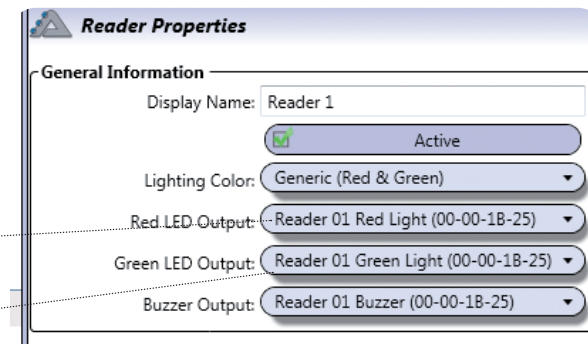 Reader Properties
General Information
Display Name: Reader 1
Active
Lighting Color: Generic (Red & Green)
Red LED Output: Reader 01 Red Light (00-00-1B-25)
Green LED Output: Reader 01 Green Light (00-00-1B-25)
Buzzer Output: Reader 01 Buzzer (00-00-1B-25)